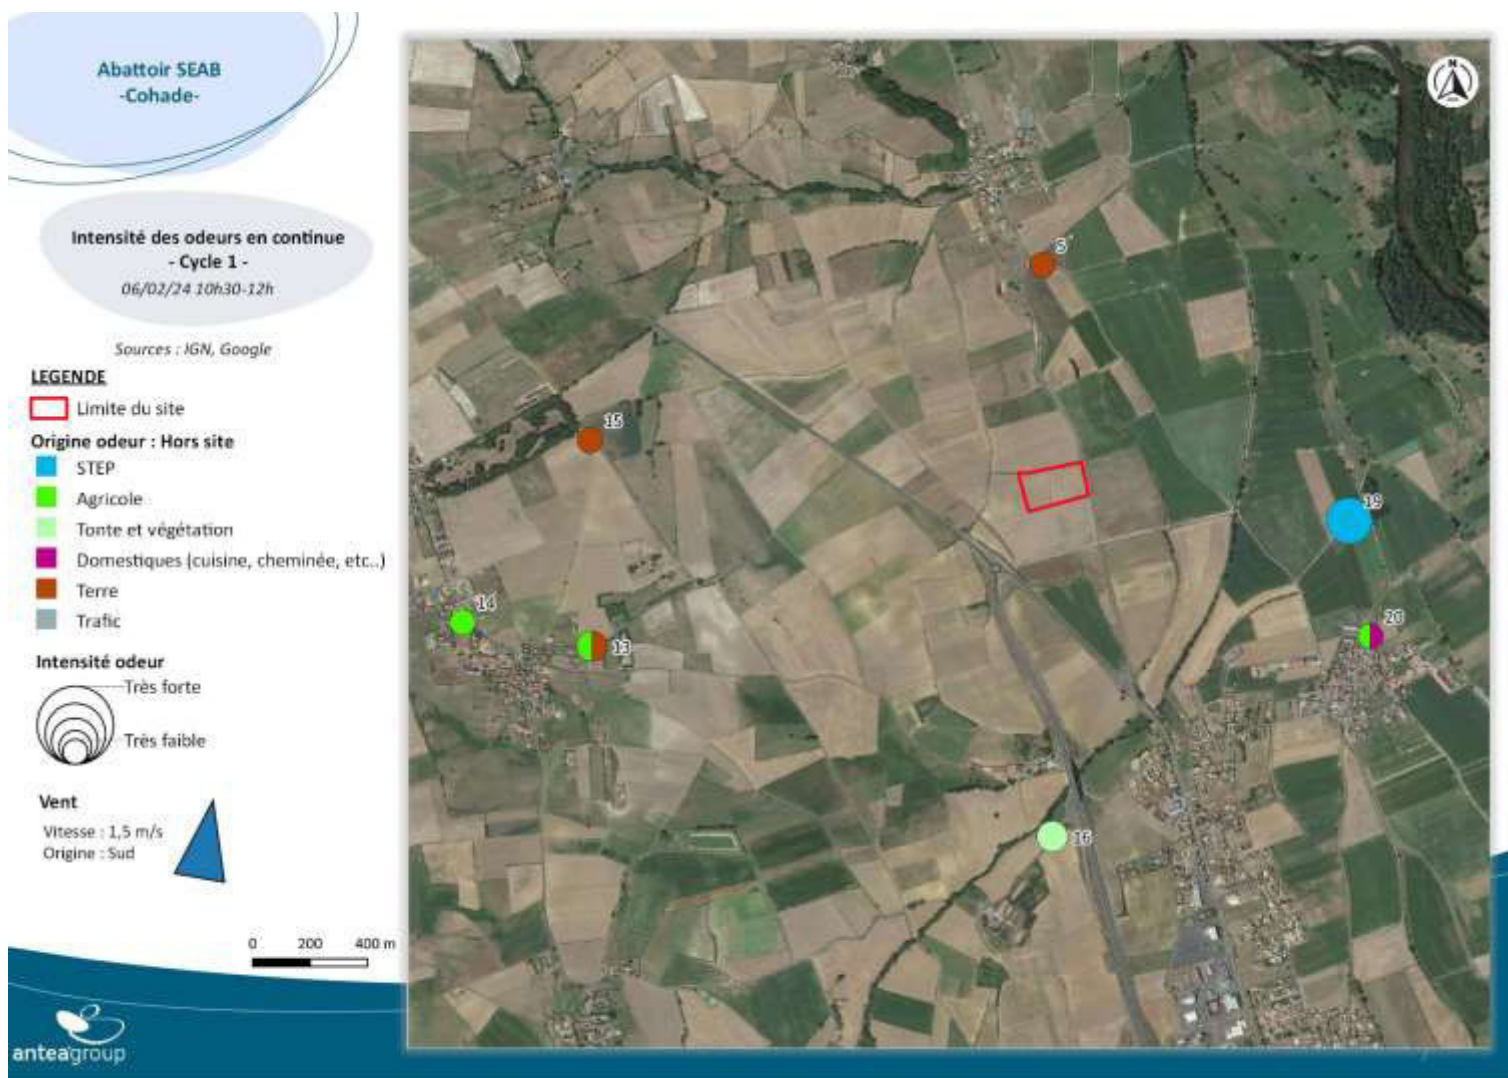 Abattoir SEAB
-Cohade-
Intensité des odeurs en continue
- Cycle 1 -
06/02/24 10h30-12h
Sources : IGN, Google
LEGENDE
Limite du site
Origine odeur : Hors site
STEP
Agricole
Tonte et végétation
Domestiques (cuisine, cheminée, etc..)
Terre
Trafic
Intensité odeur
Très forte
Très faible
Vent
Vitesse : 1,5 m/s
Origine : Sud
0 200 400 m
anteagroup
N
5
15
19
14
13
20
16